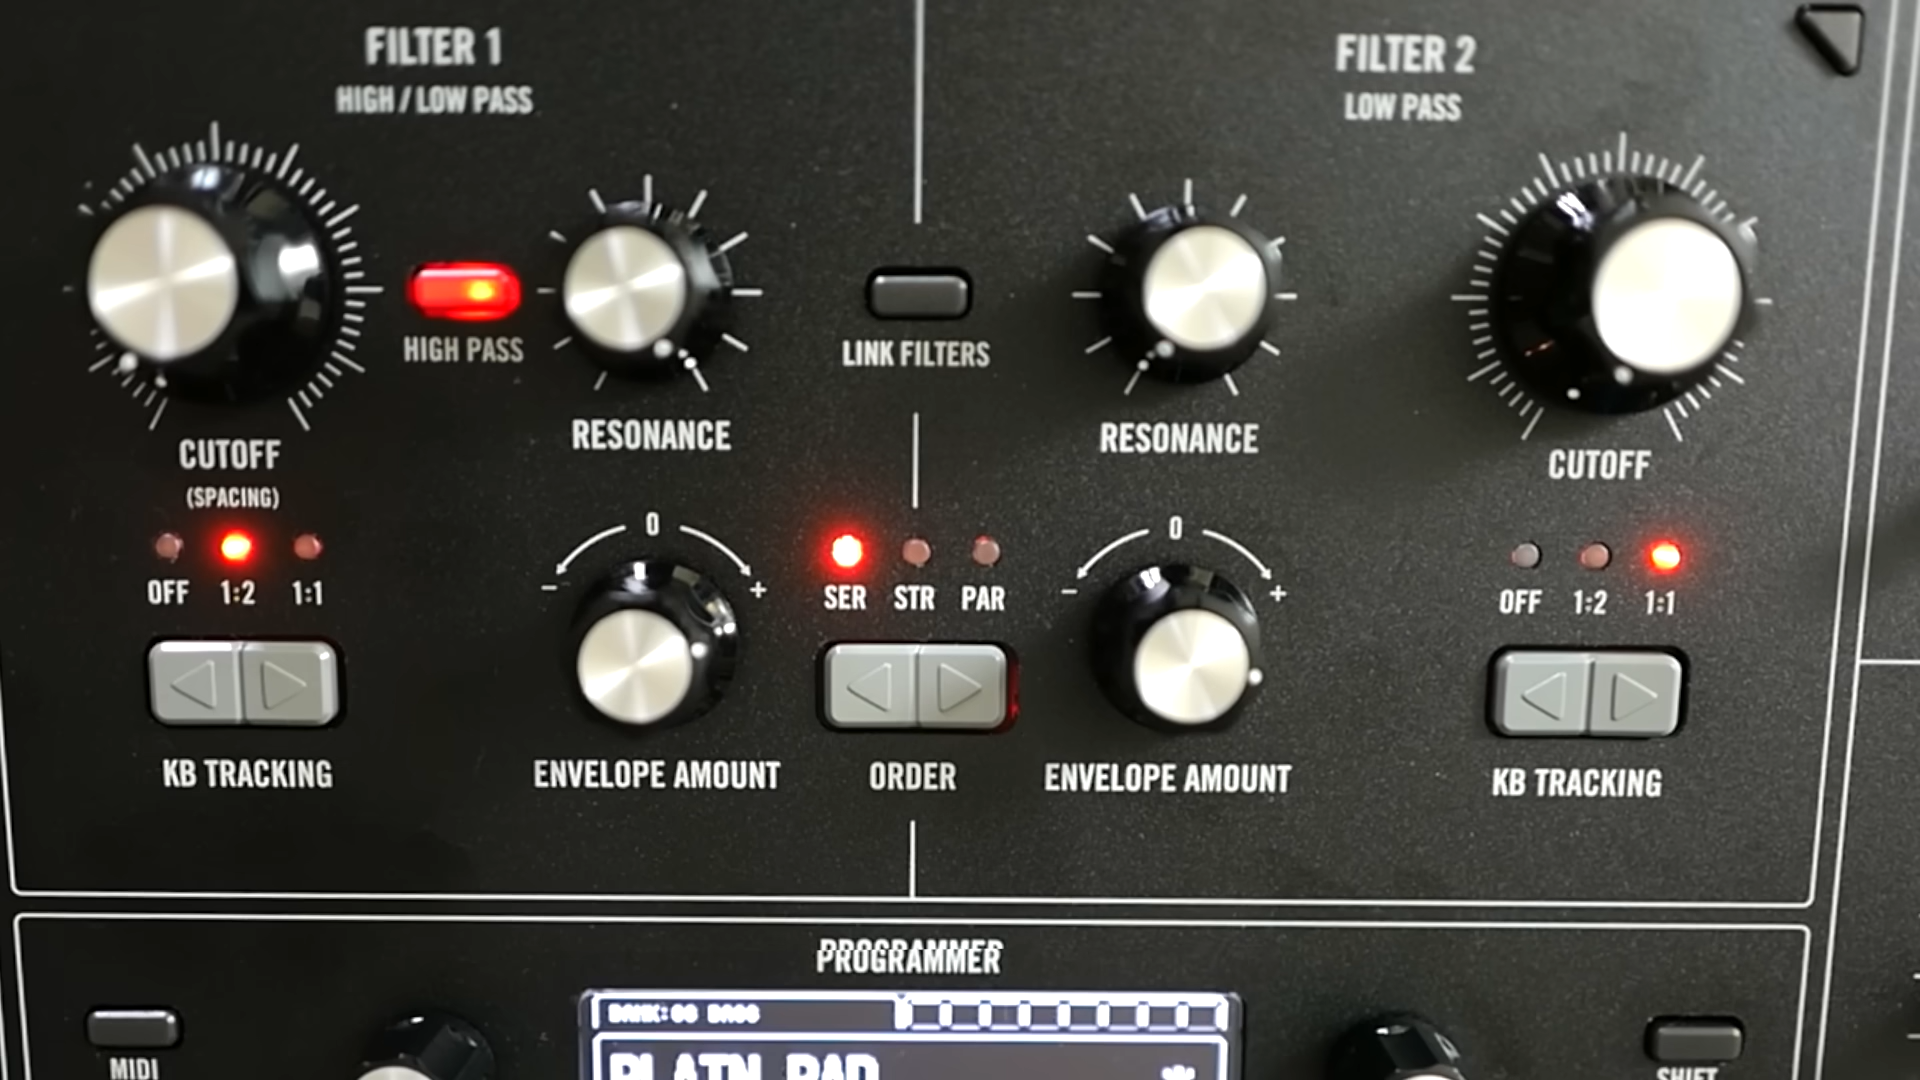 FILTER 1
HIGH / LOW PASS
FILTER 2
LOW PASS
HIGH PASS
LINK FILTERS
RESONANCE
RESONANCE
CUTOFF
(SPACING)
CUTOFF
0
- +
0
- +
OFF 1:2 1:1
SER STR PAR
OFF 1:2 1:1
KB TRACKING
ENVELOPE AMOUNT
ORDER
ENVELOPE AMOUNT
KB TRACKING
PROGRAMMER
MIDI
SHIFT